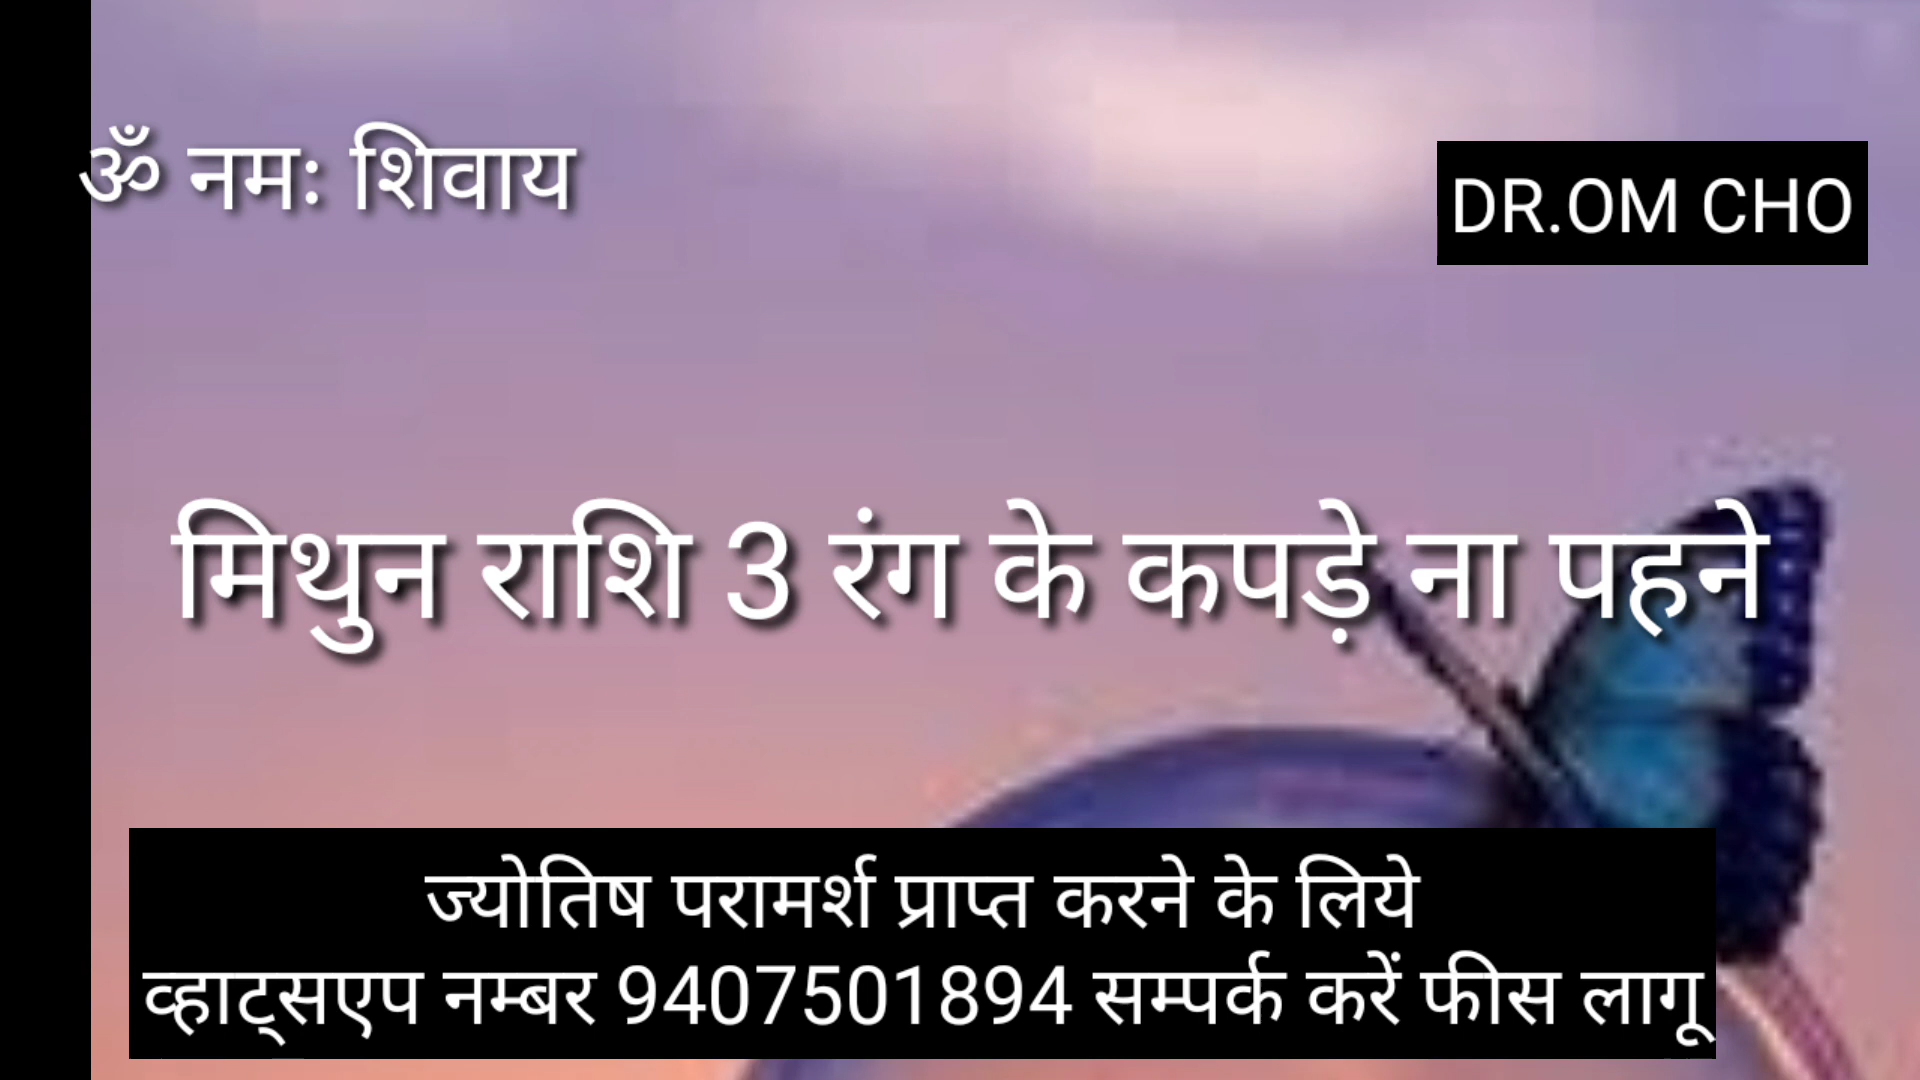 ॐ नमः शिवाय
DR.OM CHO
मिथुन राशि 3 रंग के कपड़े ना पहने
ज्योतिष परामर्श प्राप्त करने के लिये
व्हाट्सएप नम्बर 9407501894 सम्पर्क करें फीस लागू